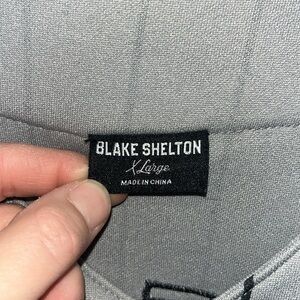 BLAKE SHELTON
X Large
MADE IN CHINA